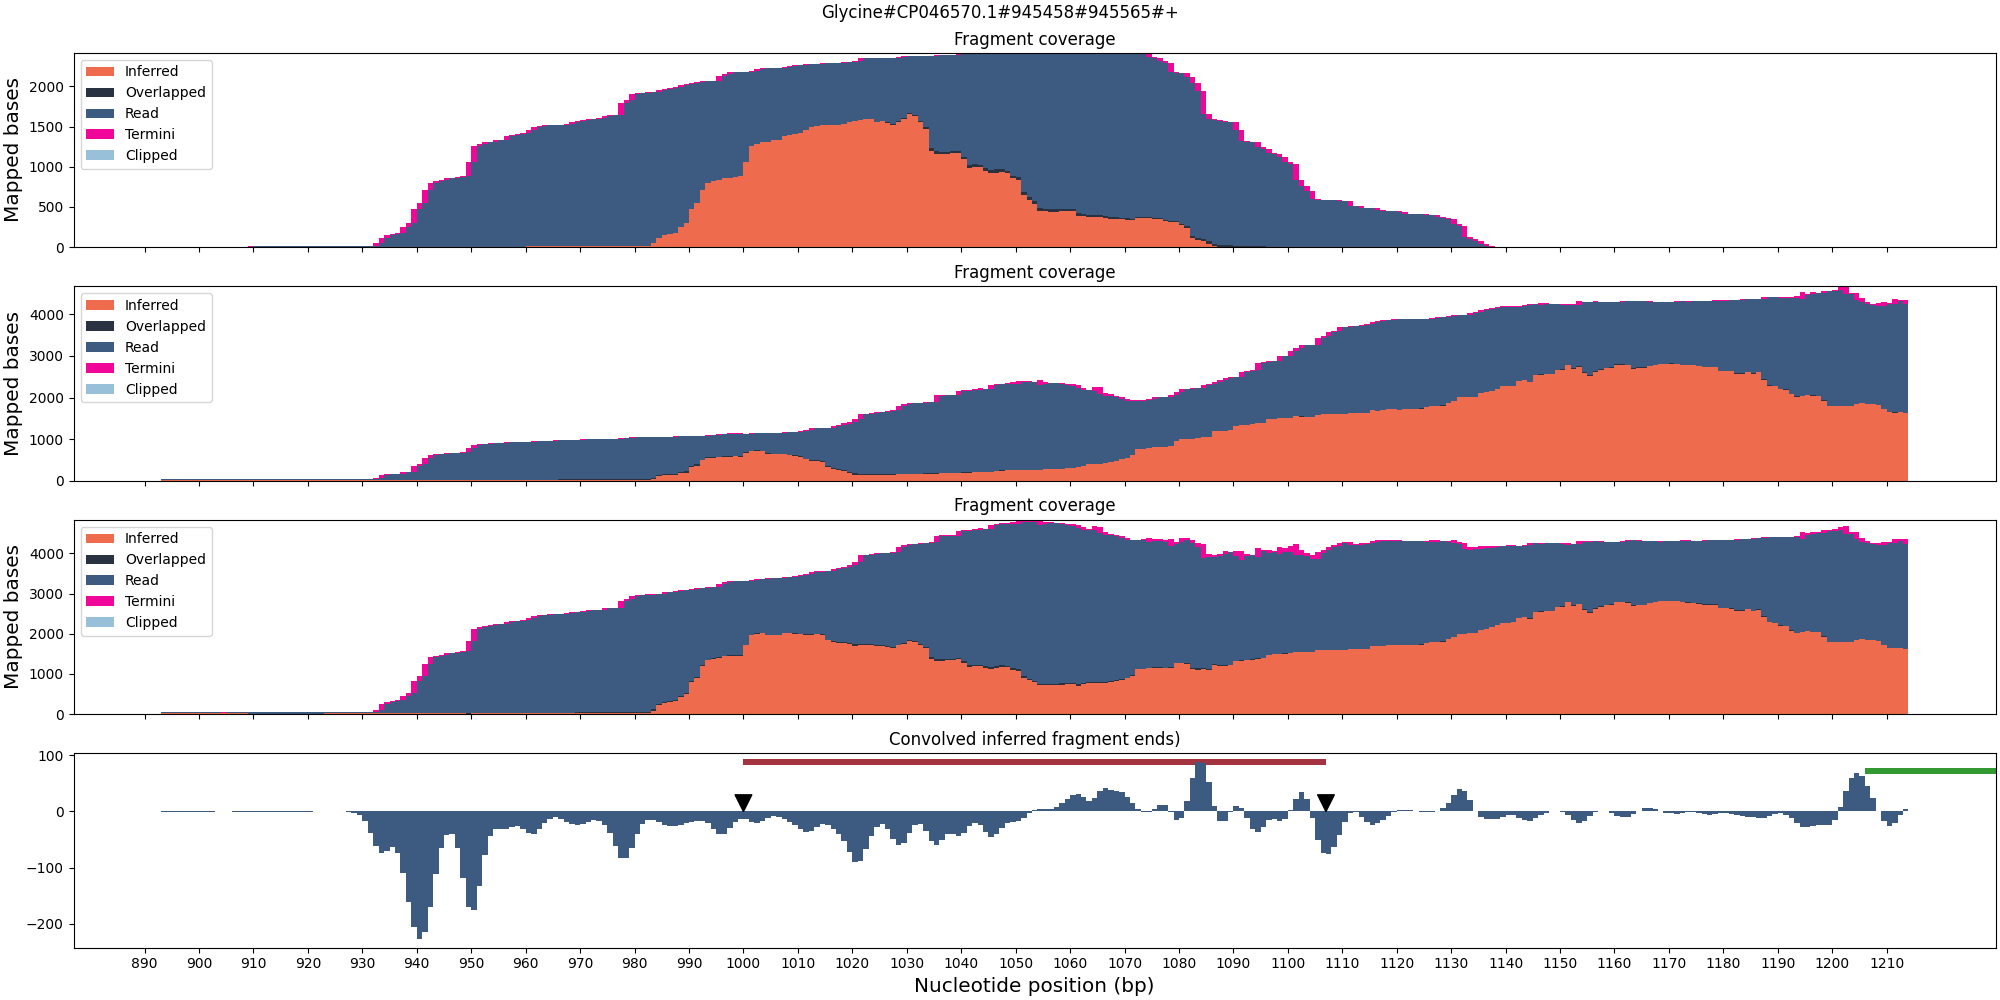 Glycine#CP046570.1#945458#945565#+
Fragment coverage
Mapped bases
2000
1500
1000
500
0
Inferred
Overlapped
Read
Termini
Clipped
Fragment coverage
Mapped bases
4000
3000
2000
1000
0
Inferred
Overlapped
Read
Termini
Clipped
Fragment coverage
Mapped bases
4000
3000
2000
1000
0
Inferred
Overlapped
Read
Termini
Clipped
Convolved inferred fragment ends)
100
0
−100
−200
890 900 910 920 930 940 950 960 970 980 990 1000 1010 1020 1030 1040 1050 1060 1070 1080 1090 1100 1110 1120 1130 1140 1150 1160 1170 1180 1190 1200 1210
Nucleotide position (bp)